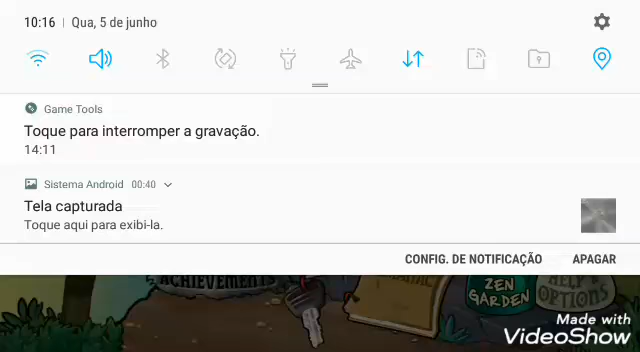 10:16 | Qua, 5 de junho
Game Tools
Toque para interromper a gravação.
14:11
Sistema Android 00:40
Tela capturada
Toque aqui para exibi-la.
CONFIG. DE NOTIFICAÇÃO APAGAR
ACHIEVEMENTS
ALMANAC
ZEN
GARDEN
HELP &
OPTIONS
Made with
VideoShow